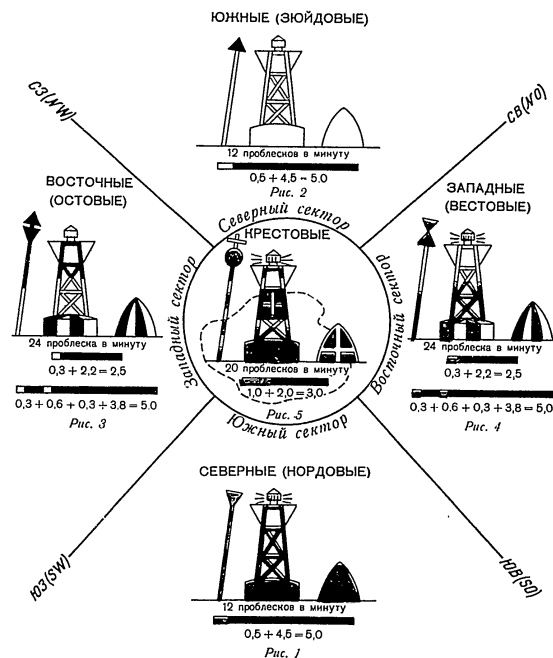 ЮЖНЫЕ (ЗЮЙДОВЫЕ)
12 проблесков в минуту
0,5 + 4,5 - 5.0
Рис. 2
СЗ(NW)
СВ(NO)
ВОСТОЧНЫЕ
(ОСТОВЫЕ)
24 проблеска в минуту
0,3 + 2,2 = 2,5
0,3 + 0,6 + 0,3 + 3,8 = 5.0
Рис. 3
Северный сектор
Западный сектор
Восточный сектор
Южный сектор
КРЕСТОВЫЕ
20 проблесков в минуту
1,0 + 2,0 = 3,0
Рис. 5
ЗАПАДНЫЕ
(ВЕСТОВЫЕ)
24 проблеска в минуту
0,3 + 2,2 = 2,5
0,3 + 0,6 + 0,3 + 3,8 = 5,0
Рис. 4
ЮЗ(SW)
ЮВ(SO)
СЕВЕРНЫЕ (НОРДОВЫЕ)
12 проблесков в минуту
0,5 + 4,5 = 5,0
Рис. 1